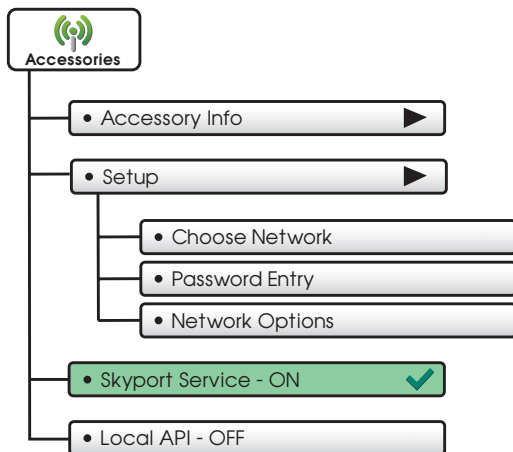 Accessories
• Accessory Info
• Setup
• Choose Network
• Password Entry
• Network Options
• Skyport Service - ON
• Local API - OFF